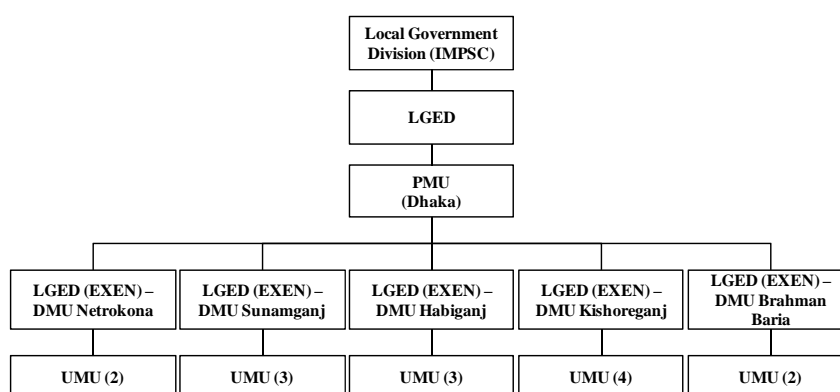 Local Government
Division (IMPSC)
LGED
PMU
(Dhaka)
LGED (EXEN) –
DMU Netrokona
LGED (EXEN) –
DMU Sunamganj
LGED (EXEN) –
DMU Habiganj
LGED (EXEN) –
DMU Kishoreganj
LGED (EXEN) –
DMU Brahman
Baria
UMU (2)
UMU (3)
UMU (3)
UMU (4)
UMU (2)